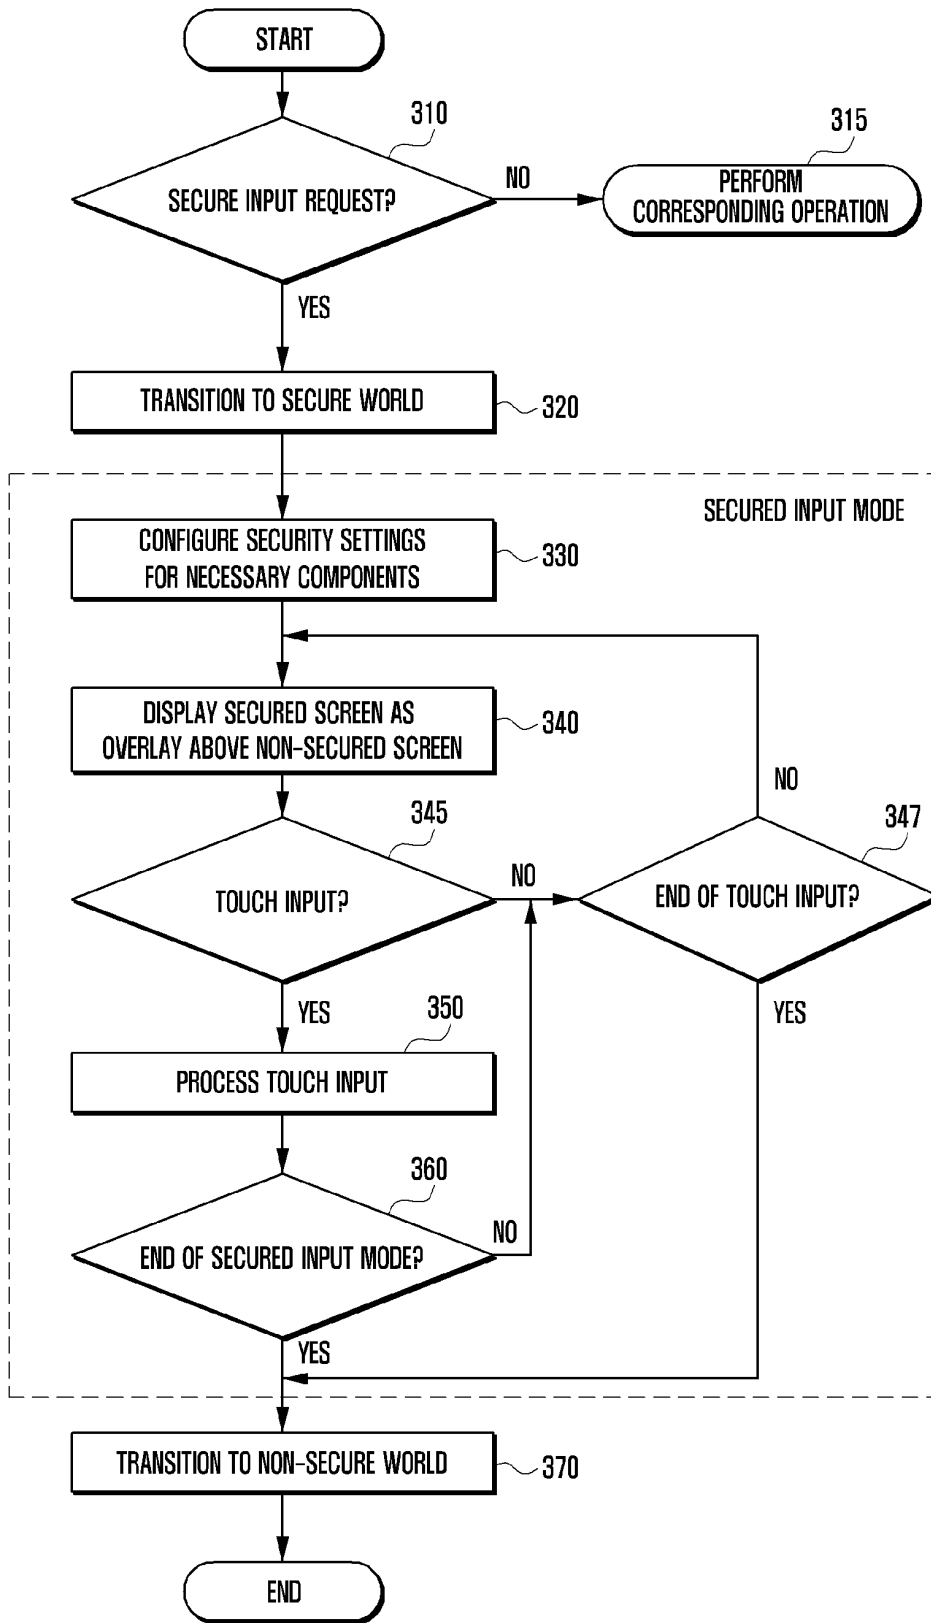 START
310
SECURE INPUT REQUEST?
NO
315
PERFORM
CORRESPONDING OPERATION
YES
TRANSITION TO SECURE WORLD
320
SECURED INPUT MODE
CONFIGURE SECURITY SETTINGS
FOR NECESSARY COMPONENTS
330
DISPLAY SECURED SCREEN AS
OVERLAY ABOVE NON-SECURED SCREEN
340
NO
345
347
TOUCH INPUT?
NO
END OF TOUCH INPUT?
YES
YES
350
PROCESS TOUCH INPUT
360
END OF SECURED INPUT MODE?
NO
YES
TRANSITION TO NON-SECURE WORLD
370
END